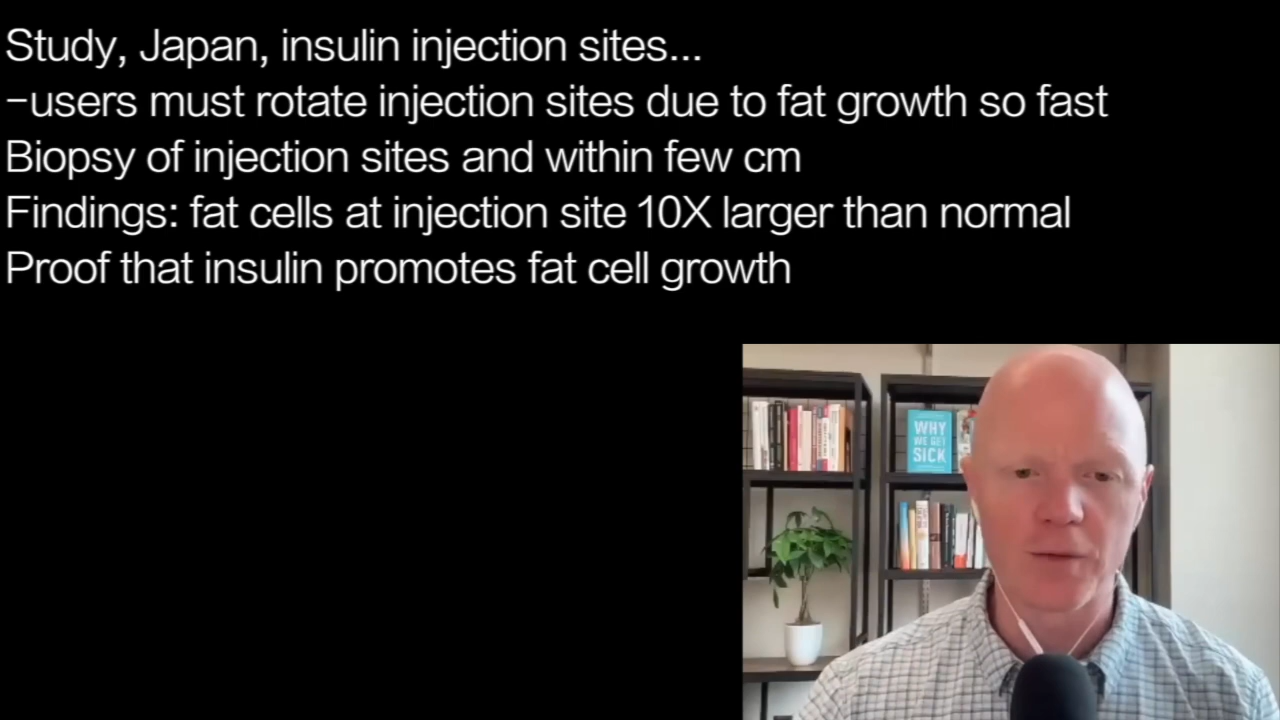 Study, Japan, insulin injection sites...
-users must rotate injection sites due to fat growth so fast
Biopsy of injection sites and within few cm
Findings: fat cells at injection site 10X larger than normal
Proof that insulin promotes fat cell growth
WHY
WE GET
SICK